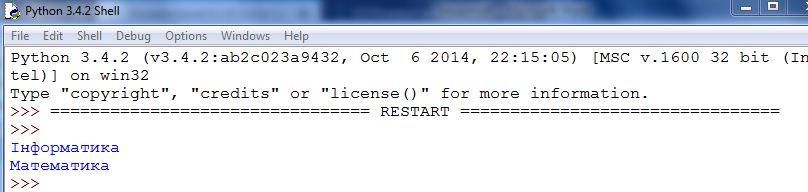 Python 3.4.2 Shell
File Edit Shell Debug Options Windows Help
Python 3.4.2 (v3.4.2:ab2c023a9432, Oct  6 2014, 22:15:05) [MSC v.1600 32 bit (In
tel)] on win32
Type "copyright", "credits" or "license()" for more information.
>>> ================================ RESTART ================================
>>>
Інформатика
Математика
>>>